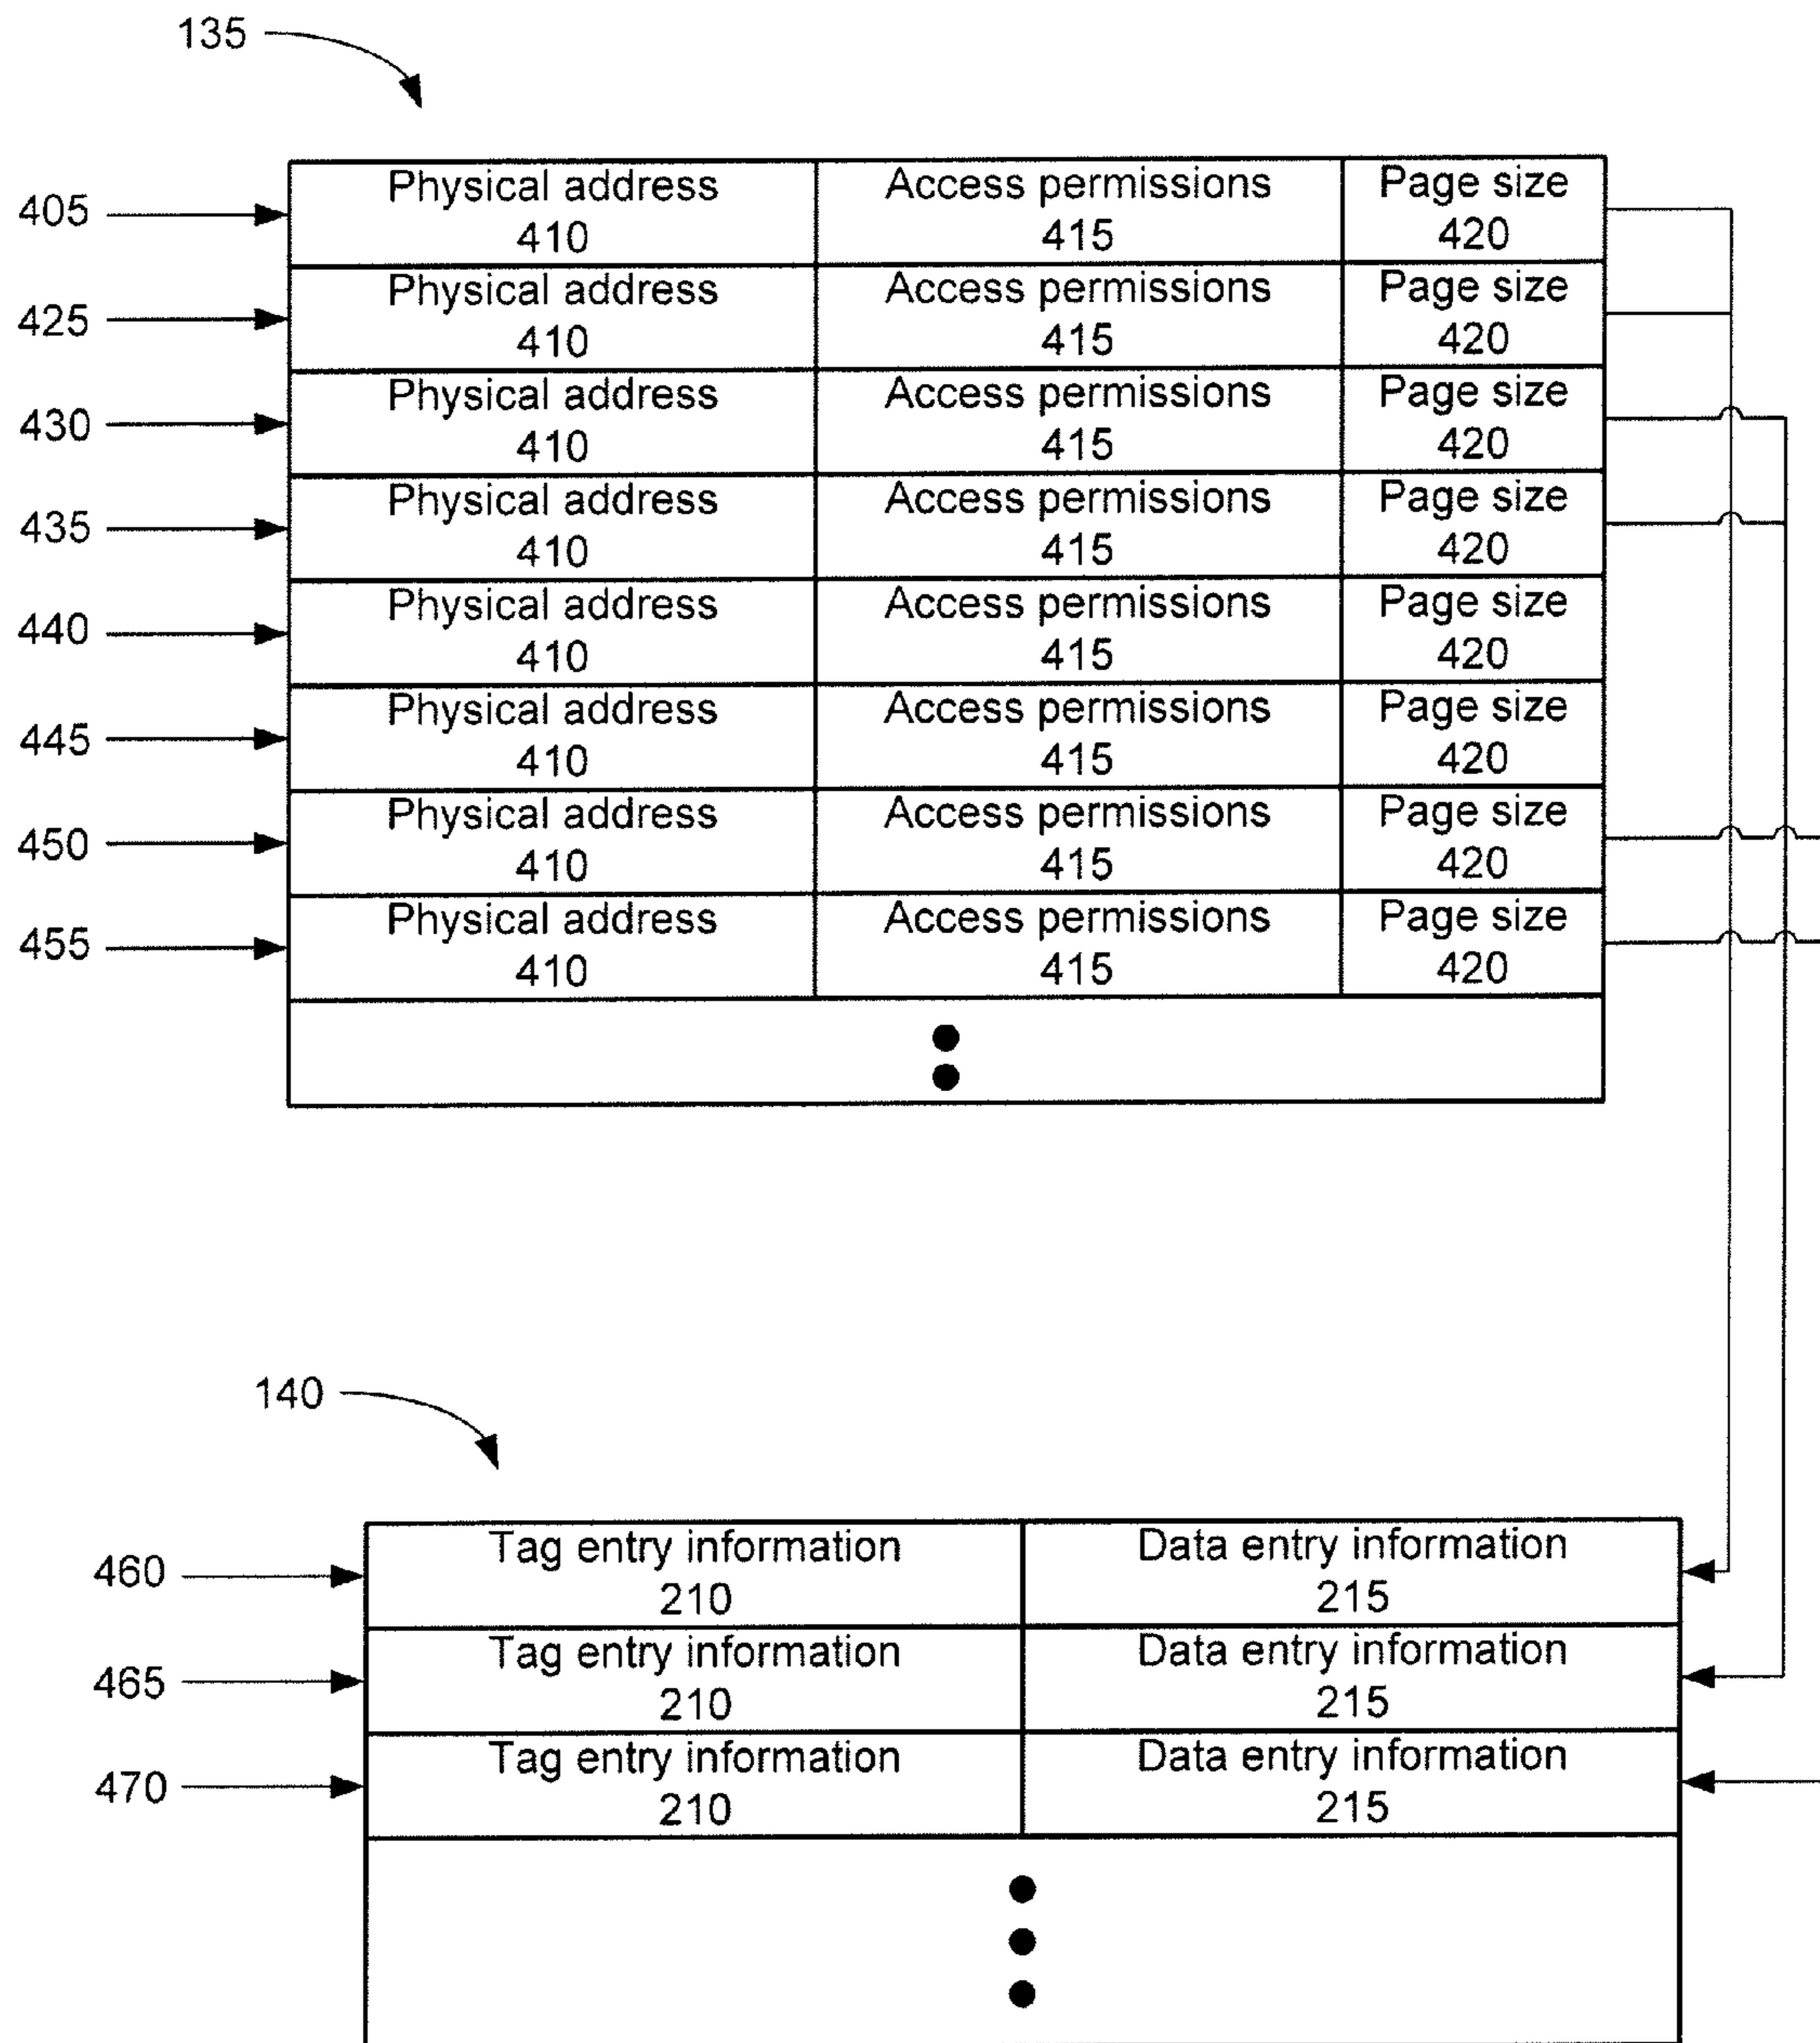 135
Physical address Access permissions Page size
405
410 415 420
Physical address Access permissions Page size
425
410 415 420
Physical address Access permissions Page size
430
410 415 420
Physical address Access permissions Page size
435
410 415 420
Physical address Access permissions Page size
440
410 415 420
Physical address Access permissions Page size
445
410 415 420
Physical address Access permissions Page size
450
410 415 420
Physical address Access permissions Page size
455
410 415 420
140
Tag entry information Data entry information
460
210 215
Tag entry information Data entry information
465
210 215
Tag entry information Data entry information
470
210 215